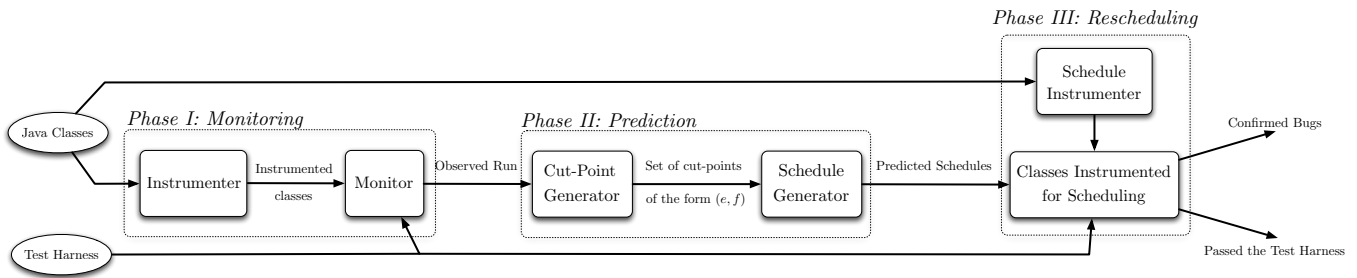 Phase III: Rescheduling
Schedule
Instrumenter
Java Classes
Phase I: Monitoring
Phase II: Prediction
Confirmed Bugs
Instrumenter
Instrumented
classes
Monitor
Observed Run
Cut-Point
Generator
Set of cut-points
of the form (e, f)
Schedule
Generator
Predicted Schedules
Classes Instrumented
for Scheduling
Test Harness
Passed the Test Harness